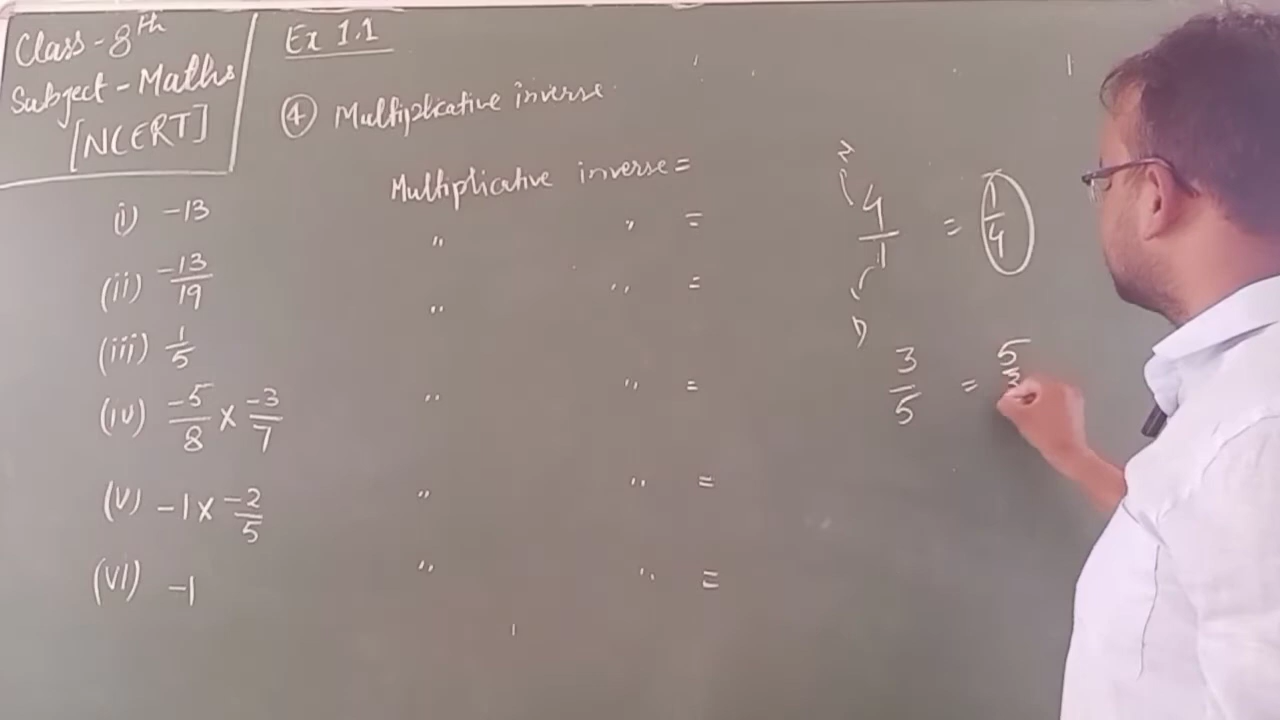 Class - 8th
Subject - Maths
[NCERT]
Ex 1.1
④ Multiplicative inverse.
Multiplicative inverse =
(i) -13 " " =
(ii) -13/19 " " =
(iii) 1/5
(iv) -5/8 × -3/7 " " =
(V) -1 × -2/5 " " =
(VI) -1 " " =
4/1 = 1/4
3/5 = 5/3